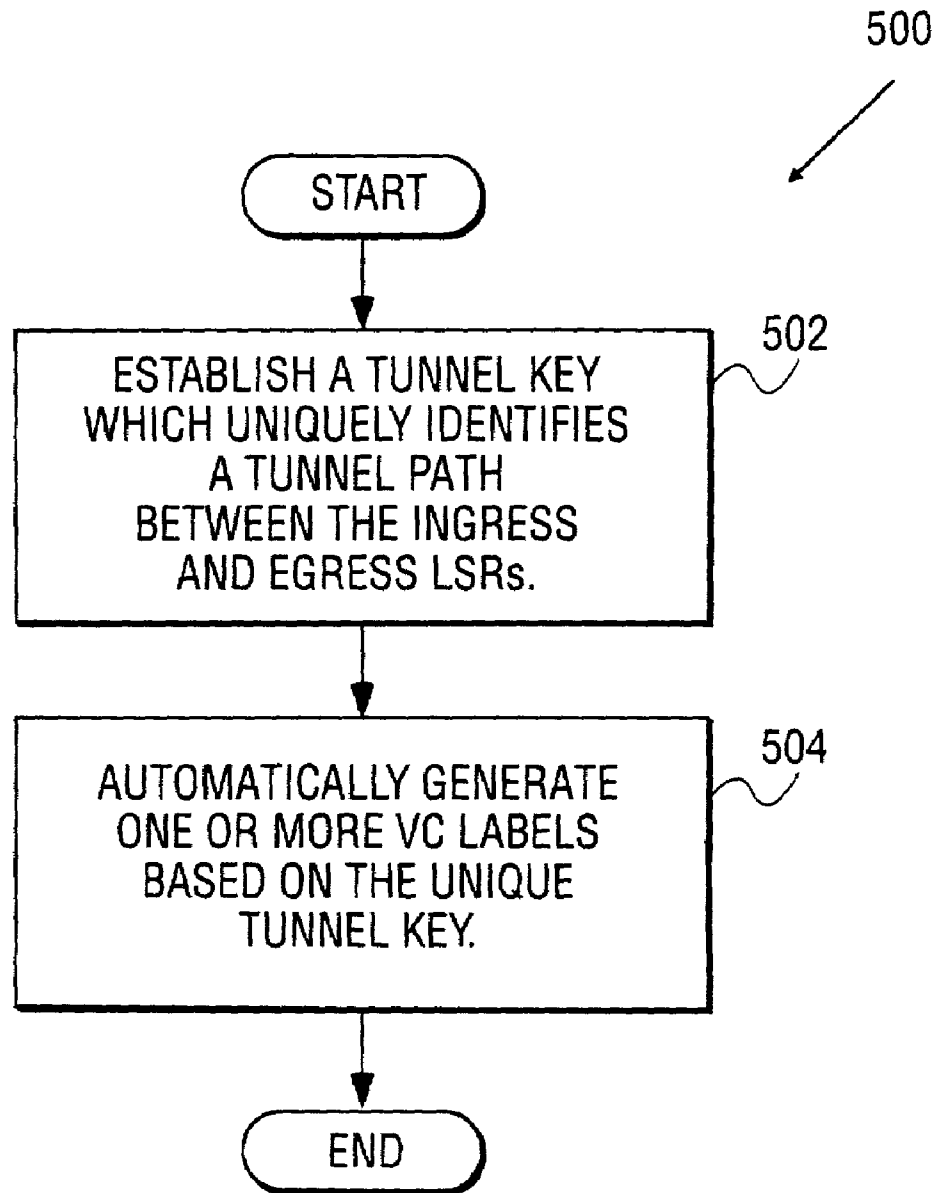 500
START
502
ESTABLISH A TUNNEL KEY
WHICH UNIQUELY IDENTIFIES
A TUNNEL PATH
BETWEEN THE INGRESS
AND EGRESS LSRs.
504
AUTOMATICALLY GENERATE
ONE OR MORE VC LABELS
BASED ON THE UNIQUE
TUNNEL KEY.
END